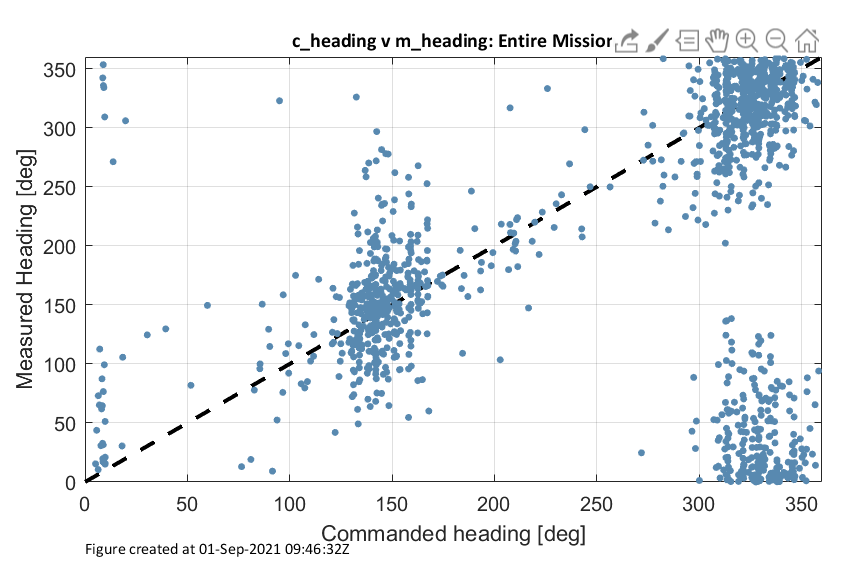 c_heading v m_heading: Entire Mission
350
300
250
200
150
100
50
0
Measured Heading [deg]
0 50 100 150 200 250 300 350
Commanded heading [deg]
Figure created at 01-Sep-2021 09:46:32Z